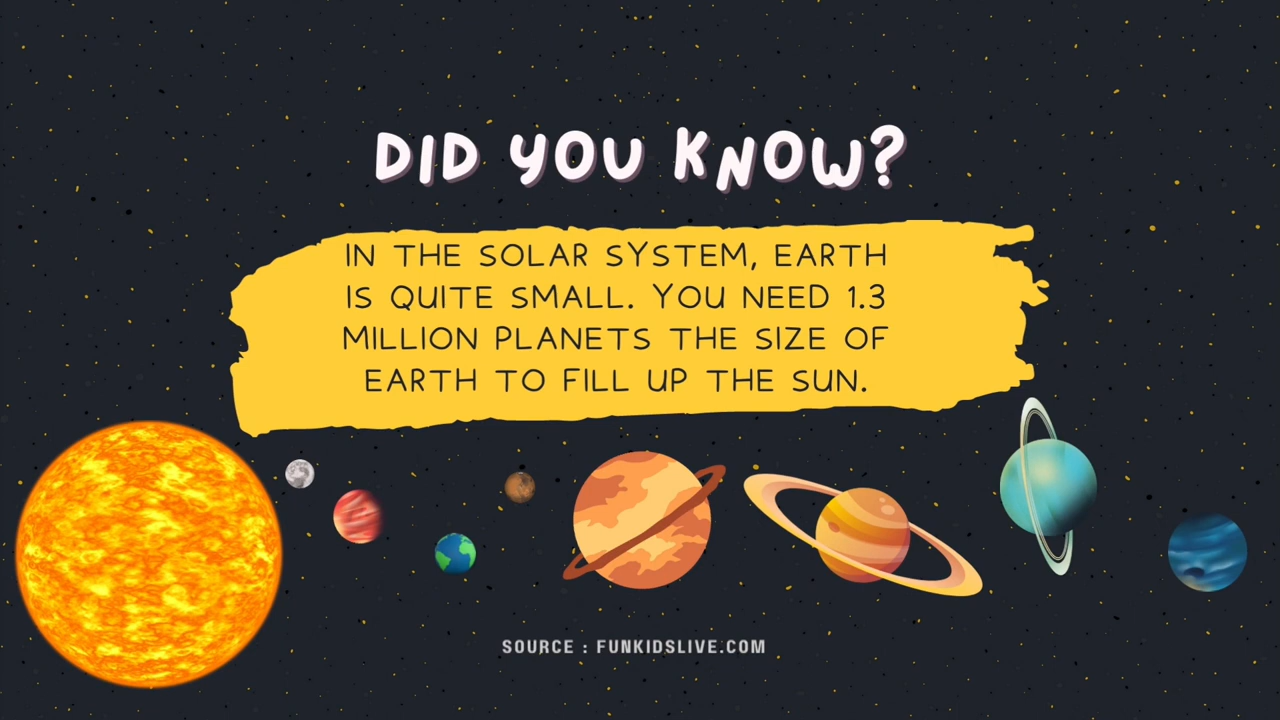 DID YOU KNOW?
IN THE SOLAR SYSTEM, EARTH
IS QUITE SMALL. YOU NEED 1.3
MILLION PLANETS THE SIZE OF
EARTH TO FILL UP THE SUN.
SOURCE : FUNKIDSLIVE.COM